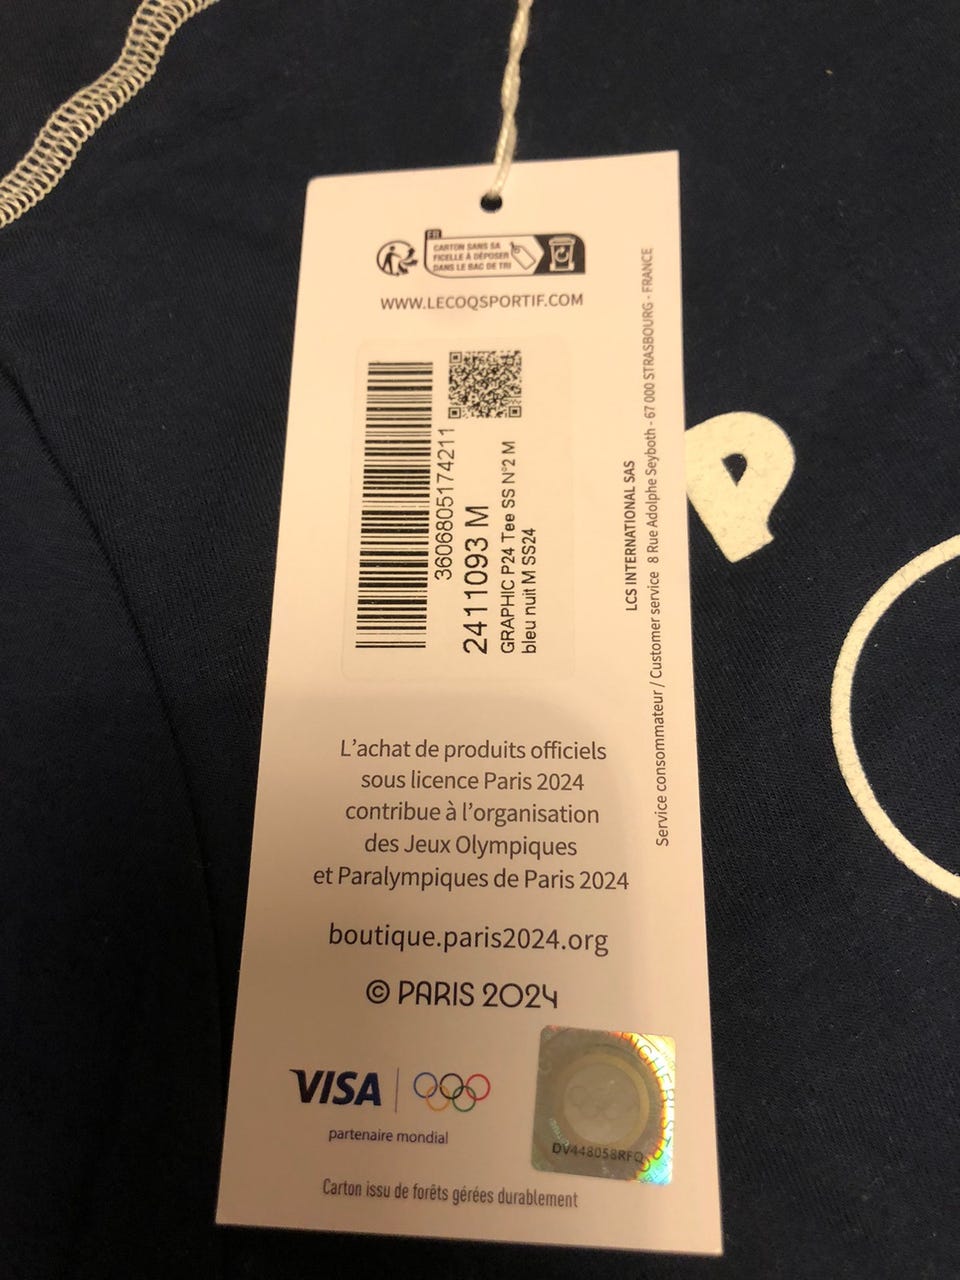 FR
CARTON SANS SA
FICELLE À DÉPOSER
DANS LE BAC DE TRI
WWW.LECOQSPORTIF.COM
3606805174211
2411093 M
GRAPHIC P24 Tee SS N°2 M
bleu nuit M SS24
LCS INTERNATIONAL SAS
Service consommateur / Customer service 8 Rue Adolphe Seyboth - 67 000 STRASBOURG - FRANCE
L'achat de produits officiels
sous licence Paris 2024
contribue à l'organisation
des Jeux Olympiques
et Paralympiques de Paris 2024
boutique.paris2024.org
© PARIS 2024
VISA
partenaire mondial
HIGHER
DV448058RFQ
Carton issu de forêts gérées durablement